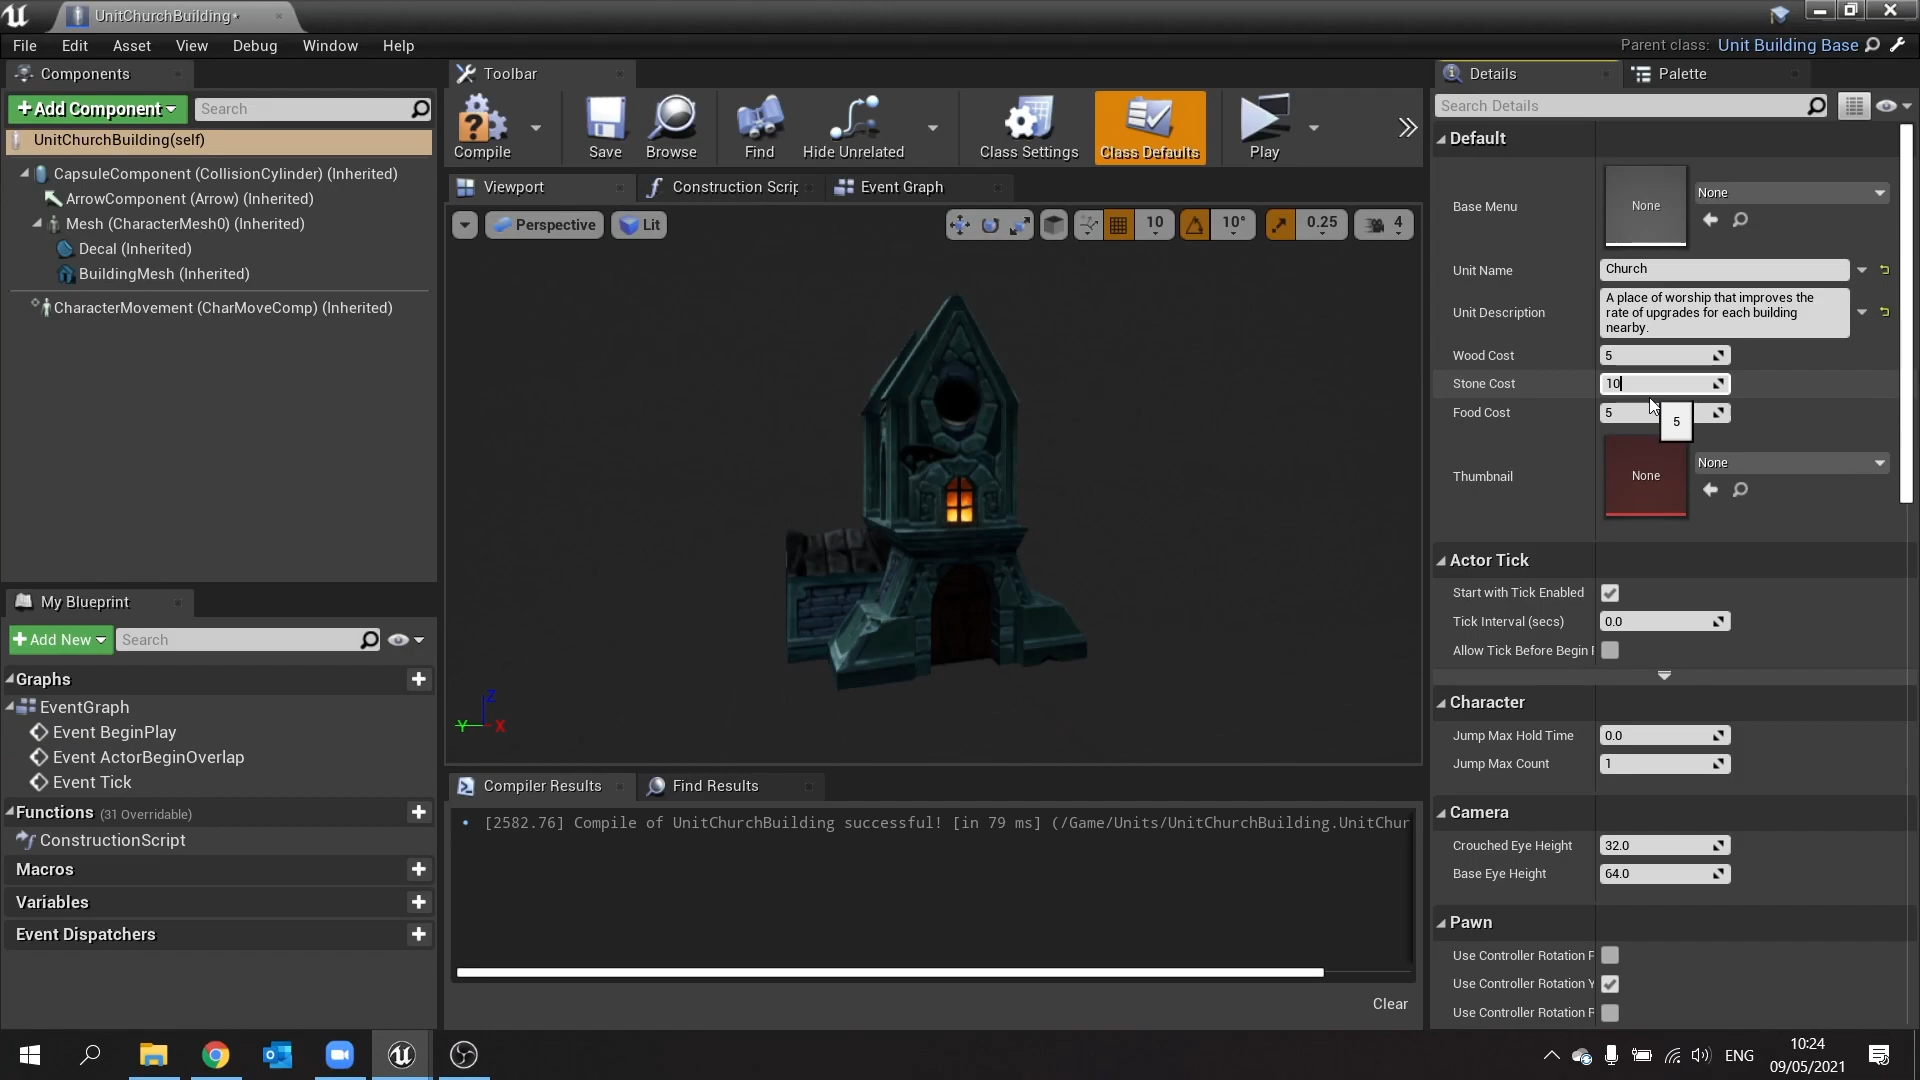 UnitChurchBuilding*
File Edit Asset View Debug Window Help
Parent class: Unit Building Base
Components
+Add Component
Search
UnitChurchBuilding(self)
CapsuleComponent (CollisionCylinder) (Inherited)
ArrowComponent (Arrow) (Inherited)
Mesh (CharacterMesh0) (Inherited)
Decal (Inherited)
BuildingMesh (Inherited)
CharacterMovement (CharMoveComp) (Inherited)
My Blueprint
+Add New
Search
Graphs
EventGraph
Event BeginPlay
Event ActorBeginOverlap
Event Tick
Functions (31 Overridable)
ConstructionScript
Macros
Variables
Event Dispatchers
Toolbar
Compile
Save
Browse
Find
Hide Unrelated
Class Settings
Class Defaults
Play
Viewport
Construction Scrip
Event Graph
Perspective
Lit
10
10°
0.25
4
Z
Y
X
Compiler Results
Find Results
[2582.76] Compile of UnitChurchBuilding successful! [in 79 ms] (/Game/Units/UnitChurchBuilding.UnitChur
Clear
Details
Palette
Search Details
Default
Base Menu
None
None
Unit Name
Church
Unit Description
A place of worship that improves the
rate of upgrades for each building
nearby.
Wood Cost
5
Stone Cost
10
Food Cost
5
5
Thumbnail
None
None
Actor Tick
Start with Tick Enabled
Tick Interval (secs)
0.0
Allow Tick Before Begin
Character
Jump Max Hold Time
0.0
Jump Max Count
1
Camera
Crouched Eye Height
32.0
Base Eye Height
64.0
Pawn
Use Controller Rotation P
Use Controller Rotation Y
Use Controller Rotation R
ENG
10:24
09/05/2021